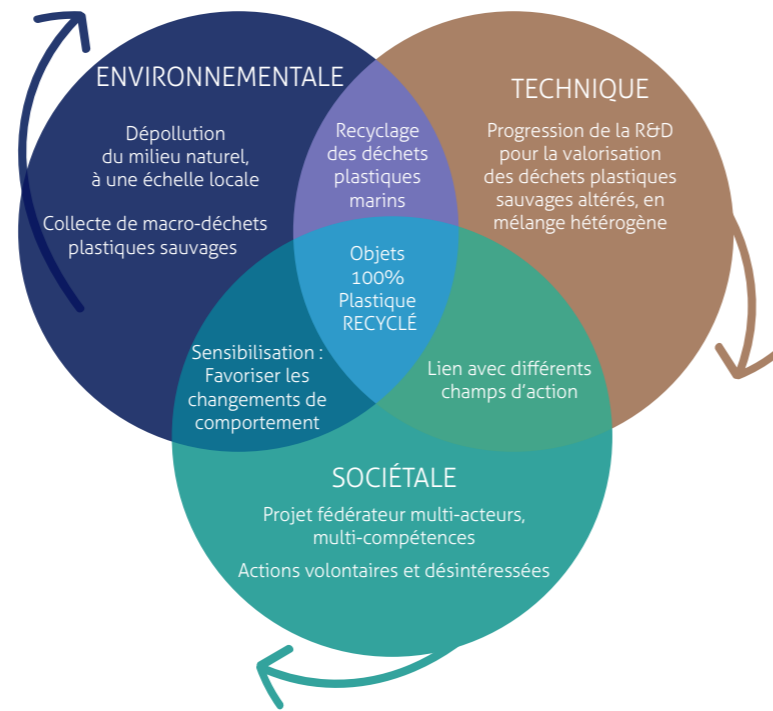 ENVIRONNEMENTALE
Dépollution
du milieu naturel,
à une échelle locale
Collecte de macro-déchets
plastiques sauvages
Recyclage
des déchets
plastiques
marins
TECHNIQUE
Progression de la R&D
pour la valorisation
des déchets plastiques
sauvages altérés, en
mélange hétérogène
Objets
100%
Plastique
RECYCLÉ
Sensibilisation :
Favoriser les
changements de
comportement
Lien avec différents
champs d'action
SOCIÉTALE
Projet fédérateur multi-acteurs,
multi-compétences
Actions volontaires et désintéressées